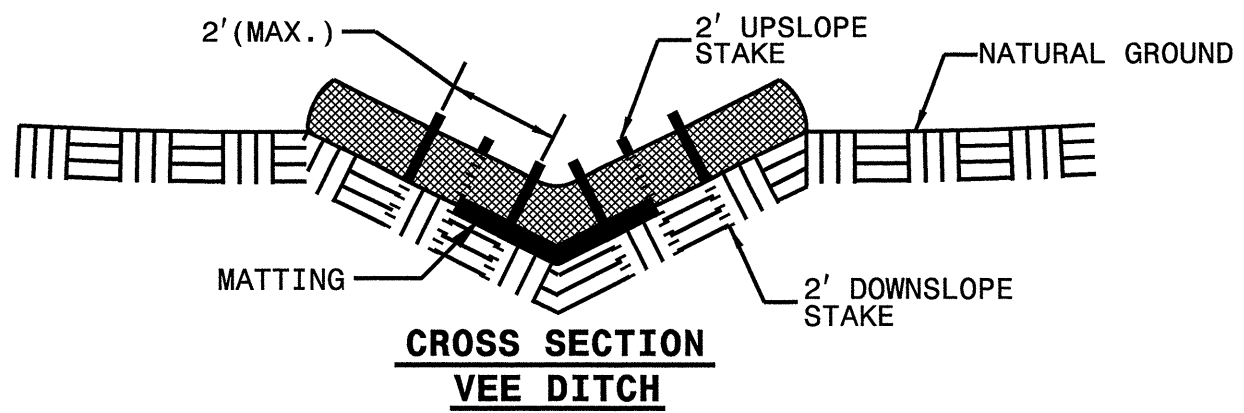 2'(MAX.)
2' UPSLOPE
STAKE
NATURAL GROUND
MATTING
2' DOWNSLOPE
STAKE
CROSS SECTION
VEE DITCH